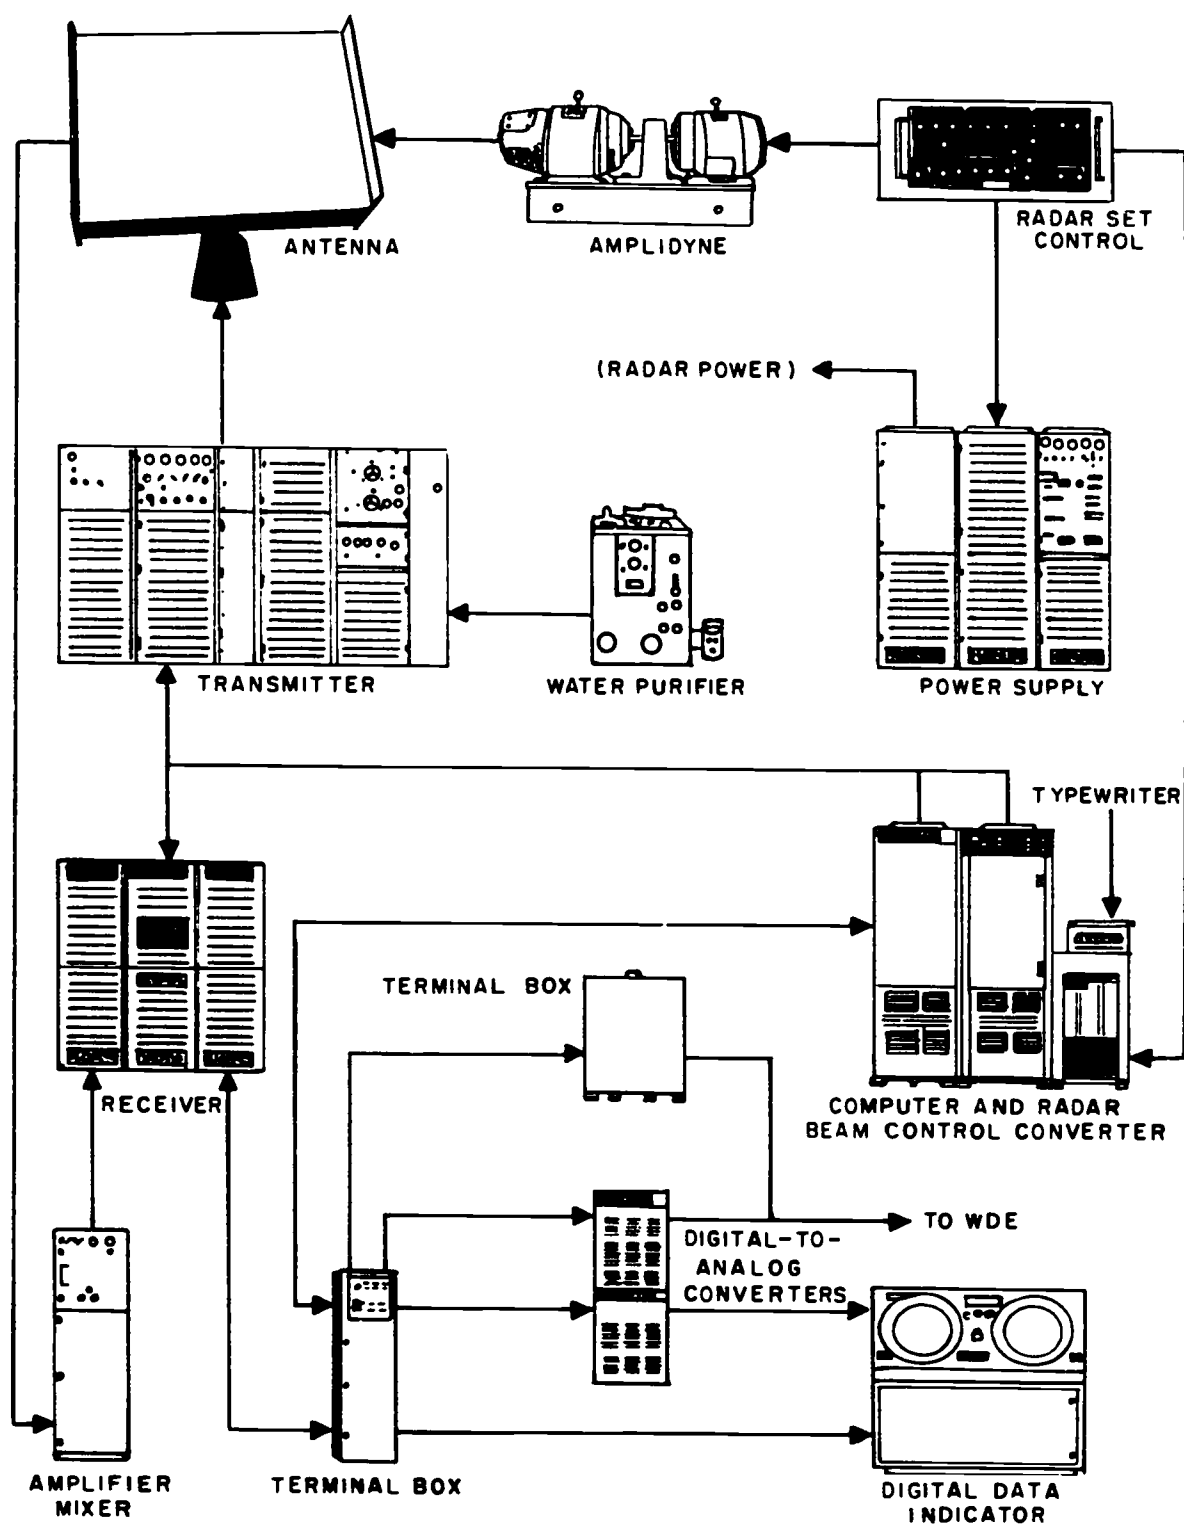 ANTENNA
AMPLIDYNE
RADAR SET
CONTROL
(RADAR POWER)
TRANSMITTER
WATER PURIFIER
POWER SUPPLY
TYPEWRITER
TERMINAL BOX
RECEIVER
COMPUTER AND RADAR
BEAM CONTROL CONVERTER
TO WDE
DIGITAL-TO-
ANALOG
CONVERTERS
AMPLIFIER
MIXER
TERMINAL BOX
DIGITAL DATA
INDICATOR